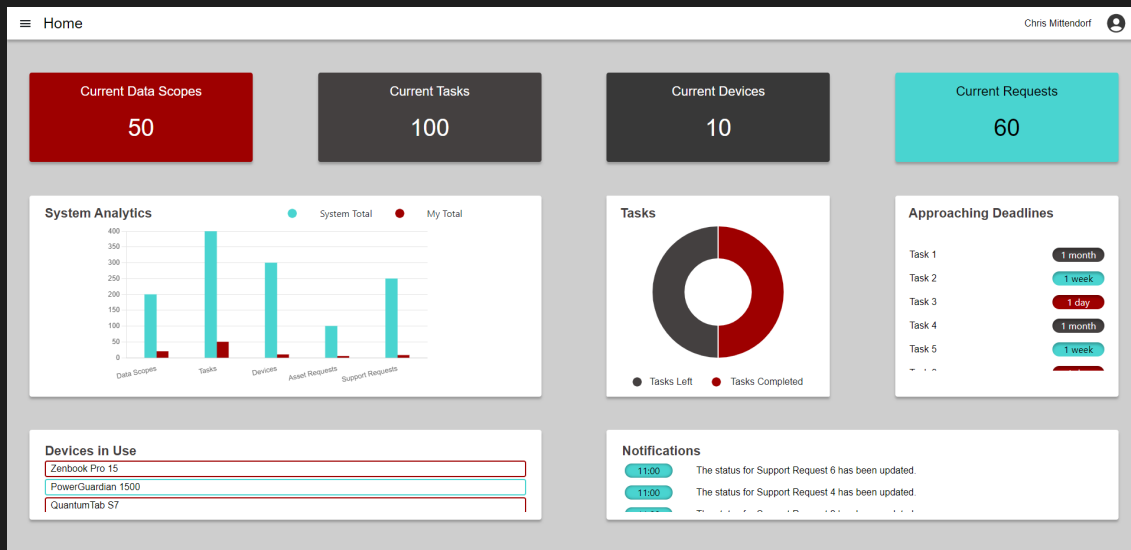 Home
Chris Mittendorf
Current Data Scopes
50
Current Tasks
100
Current Devices
10
Current Requests
60
System Analytics
System Total
My Total
400
350
300
250
200
150
100
50
0
Data Scopes
Tasks
Devices
Asset Requests
Support Requests
Tasks
Tasks Left
Tasks Completed
Approaching Deadlines
Task 1 1 month
Task 2 1 week
Task 3 1 day
Task 4 1 month
Task 5 1 week
Devices in Use
Zenbook Pro 15
PowerGuardian 1500
QuantumTab S7
Notifications
11:00 The status for Support Request 6 has been updated.
11:00 The status for Support Request 4 has been updated.